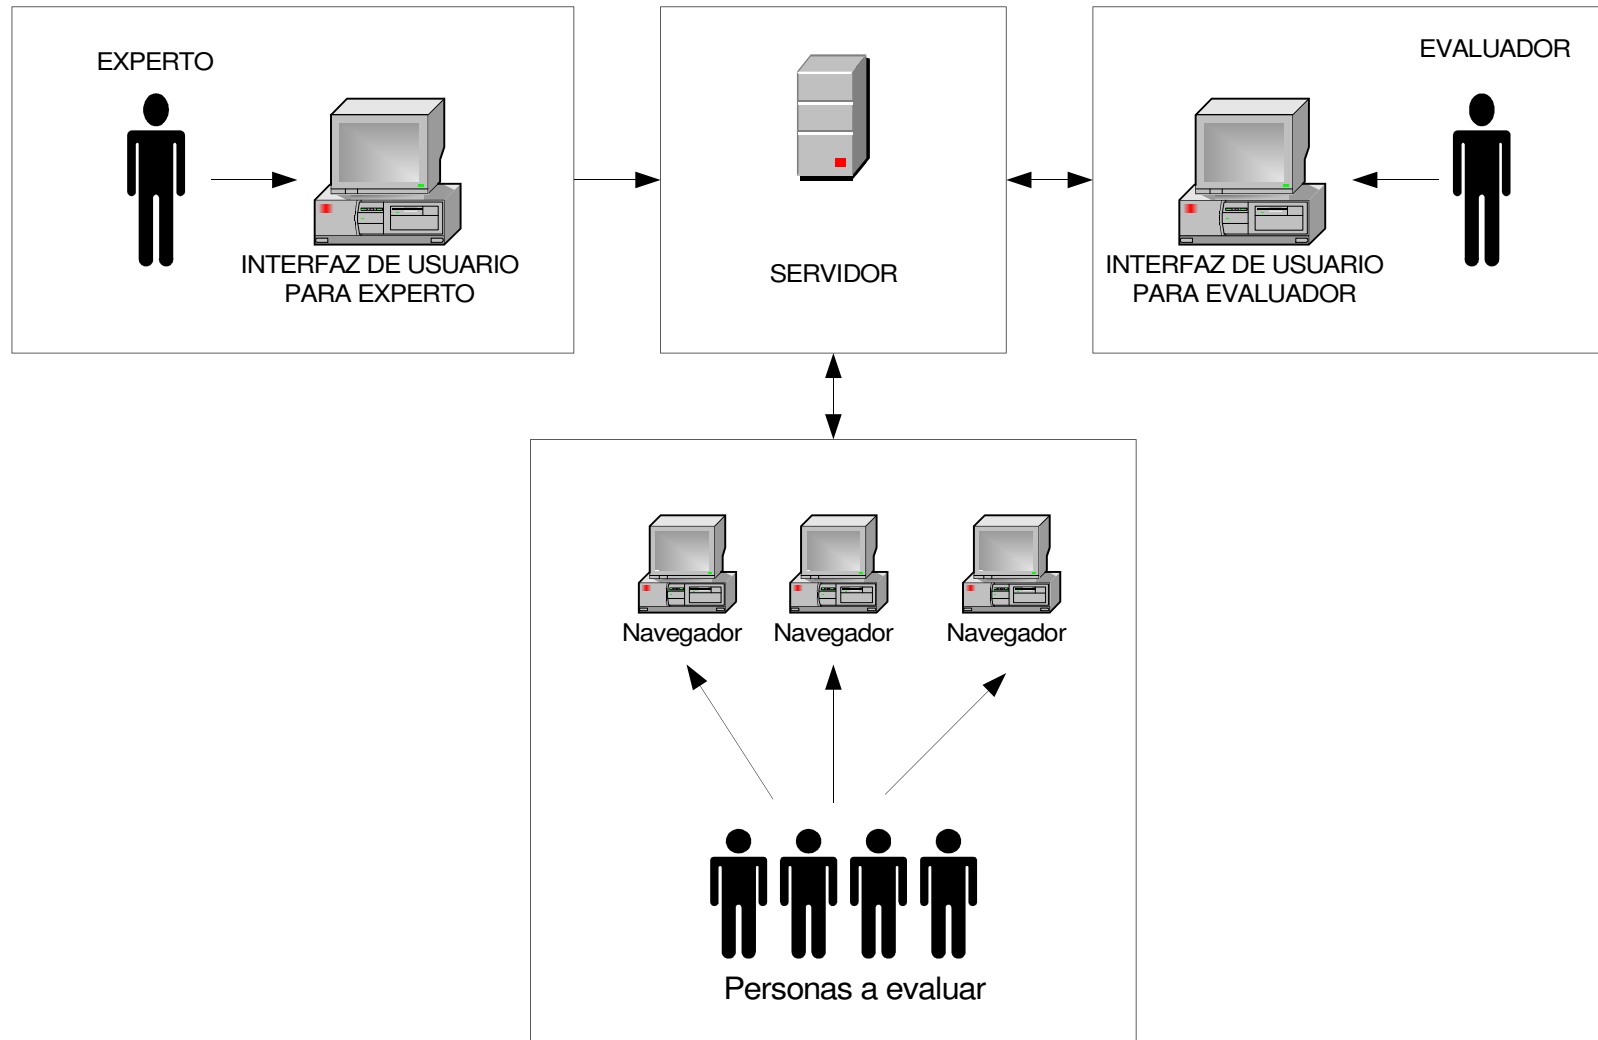 EXPERTO
INTERFAZ DE USUARIO
PARA EXPERTO
SERVIDOR
EVALUADOR
INTERFAZ DE USUARIO
PARA EVALUADOR
Navegador
Navegador
Navegador
Personas a evaluar